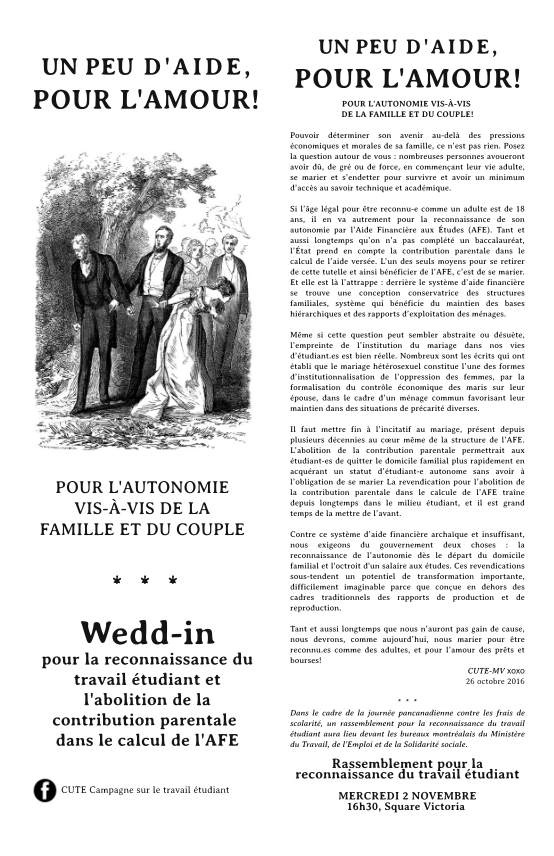 UN PEU D'AIDE,
POUR L'AMOUR!
POUR L'AUTONOMIE
VIS-À-VIS DE LA
FAMILLE ET DU COUPLE
* * *
Wedd-in
pour la reconnaissance du
travail étudiant et
l'abolition de la
contribution parentale
dans le calcul de l'AFE
f CUTE Campagne sur le travail étudiant
UN PEU D'AIDE,
POUR L'AMOUR!
POUR L'AUTONOMIE VIS-À-VIS
DE LA FAMILLE ET DU COUPLE!
Pouvoir déterminer son avenir au-delà des pressions
économiques et morales de sa famille, ce n'est pas rien. Posez
la question autour de vous : nombreuses personnes avoueront
avoir dû, de gré ou de force, en commençant leur vie adulte,
se marier et s'endetter pour survivre et avoir un minimum
d'accès au savoir technique et académique.
Si l'âge légal pour être reconnu-e comme un adulte est de 18
ans, il en va autrement pour la reconnaissance de son
autonomie par l'Aide Financière aux Études (AFE). Tant et
aussi longtemps qu'on n'a pas complété un baccalauréat,
l'État prend en compte la contribution parentale dans le
calcul de l'aide versée. L'un des seuls moyens pour se retirer
de cette tutelle et ainsi bénéficier de l'AFE, c'est de se marier.
Et elle est là l'attrape : derrière le système d'aide financière
se trouve une conception conservatrice des structures
familiales, système qui bénéficie du maintien des bases
hiérarchiques et des rapports d'exploitation des ménages.
Même si cette question peut sembler abstraite ou désuète,
l'empreinte de l'institution du mariage dans nos vies
d'étudiant.es est bien réelle. Nombreux sont les écrits qui ont
établi que le mariage hétérosexuel constitue l'une des formes
d'institutionnalisation de l'oppression des femmes, par la
formalisation du contrôle économique des maris sur leur
épouse, dans le cadre d'un ménage commun favorisant leur
maintien dans des situations de précarité diverses.
Il faut mettre fin à l'incitatif au mariage, présent depuis
plusieurs décennies au cœur même de la structure de l'AFE.
L'abolition de la contribution parentale permettrait aux
étudiant-es de quitter le domicile familial plus rapidement en
acquérant un statut d'étudiant-e autonome sans avoir à
l'obligation de se marier La revendication pour l'abolition de
la contribution parentale dans le calcule de l'AFE traîne
depuis longtemps dans le milieu étudiant, et il est grand
temps de la mettre de l'avant.
Contre ce système d'aide financière archaïque et insuffisant,
nous exigeons du gouvernement deux choses : la
reconnaissance de l'autonomie dès le départ du domicile
familial et l'octroit d'un salaire aux études. Ces revendications
sous-tendent un potentiel de transformation importante,
difficilement imaginable parce que conçue en dehors des
cadres traditionnels des rapports de production et de
reproduction.
Tant et aussi longtemps que nous n'auront pas gain de cause,
nous devrons, comme aujourd'hui, nous marier pour être
reconnu.es comme des adultes, et pour l'amour des prêts et
bourses!
CUTE-MV xoxo
26 octobre 2016
* * *
Dans le cadre de la journée pancanadienne contre les frais de
scolarité, un rassemblement pour la reconnaissance du travail
étudiant aura lieu devant les bureaux montréalais du Ministère
du Travail, de l'Emploi et de la Solidarité sociale.
Rassemblement pour la
reconnaissance du travail étudiant
MERCREDI 2 NOVEMBRE
16h30, Square Victoria